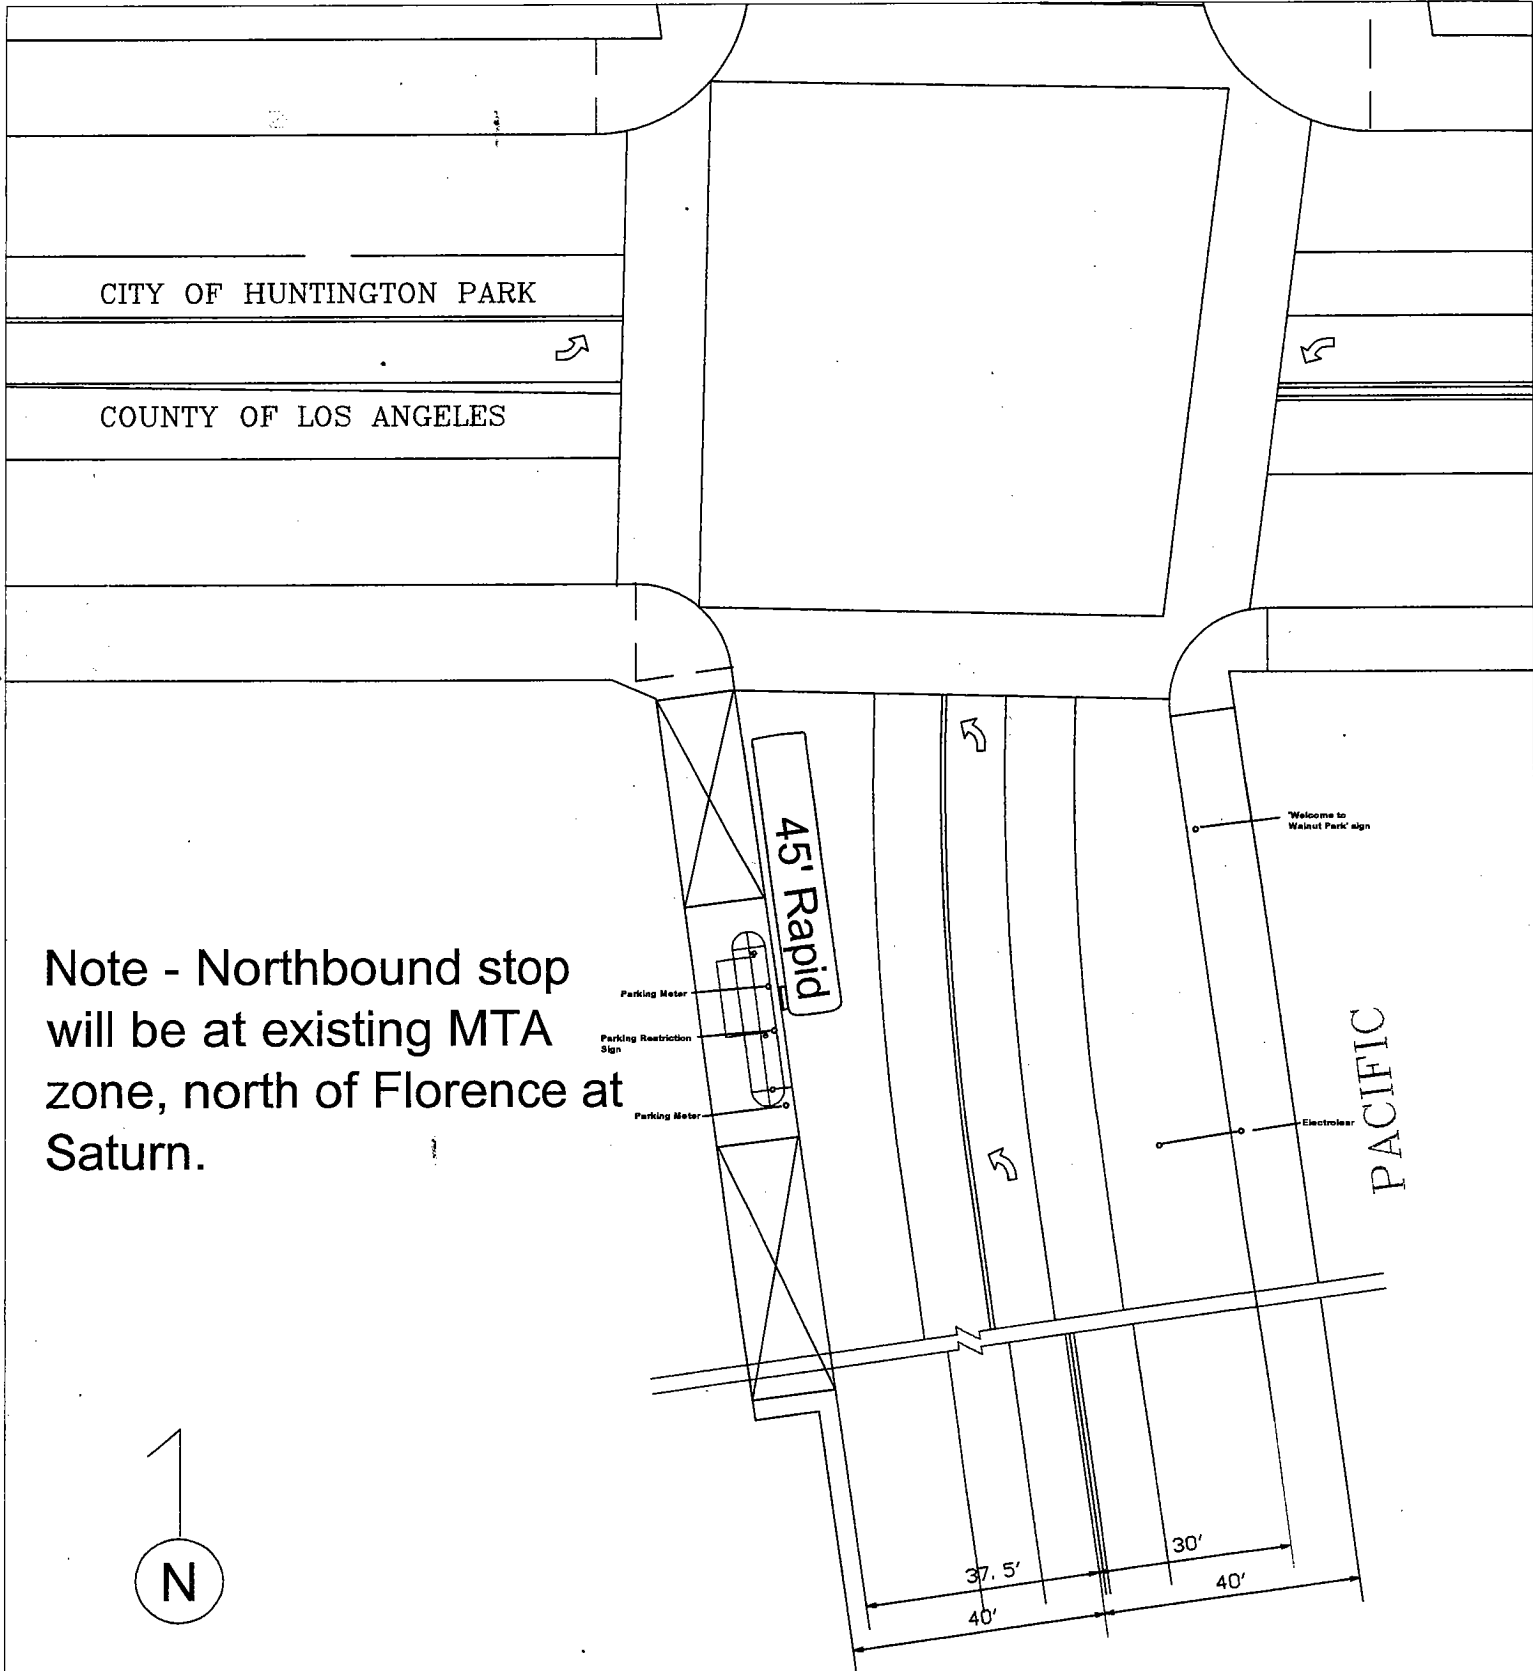 CITY OF HUNTINGTON PARK
COUNTY OF LOS ANGELES
45' Rapid
"Welcome to
Walnut Park' sign
Note - Northbound stop
will be at existing MTA
zone, north of Florence at
Saturn.
Parking Meter
Parking Restriction
Sign
Parking Meter
PACIFIC
Electrolear
N
37.5'
30'
40'
40'